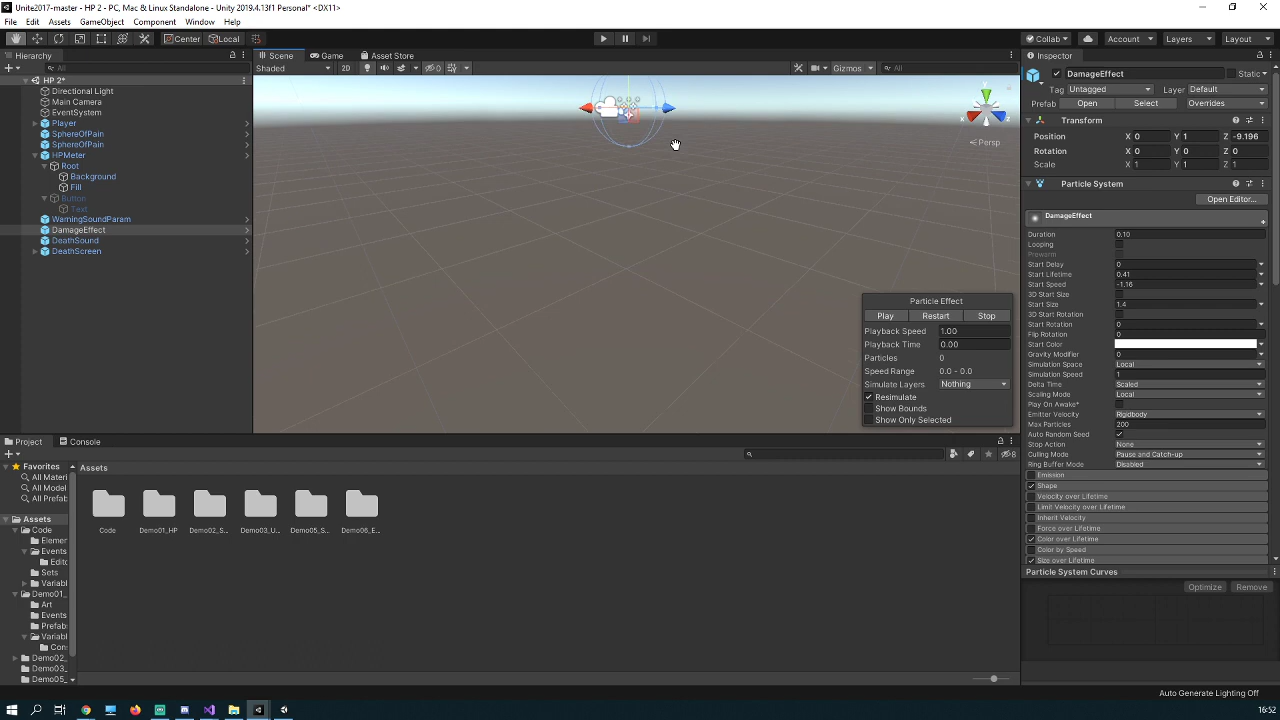 Unite2017-master - HP 2 - PC, Mac & Linux Standalone - Unity 2019.4.13f1 Personal* <DX11>
File Edit Assets GameObject Component Window Help
Center Local Collab Account Layers Layout
Hierarchy Scene Game Asset Store Inspector
All Shaded 2D 0 Gizmos All
DamageEffect Static
Tag Untagged Layer Default
Prefab Open Select Overrides
HP 2*
Directional Light
Main Camera
EventSystem
Player
SphereOfPain
SphereOfPain
HPMeter
Root
Background
Fill
Button
Text
WarningSoundParam
DamageEffect
DeathSound
DeathScreen
y
x
z
Persp
Particle Effect
Play Restart Stop
Playback Speed 1.00
Playback Time 0.00
Particles 0
Speed Range 0.0 - 0.0
Simulate Layers Nothing
Resimulate
Show Bounds
Show Only Selected
Transform
Position X 0 Y 1 Z -9.196
Rotation X 0 Y 0 Z 0
Scale X 1 Y 1 Z 1
Particle System
Open Editor...
DamageEffect
Duration 0.10
Looping
Prewarm
Start Delay 0
Start Lifetime 0.41
Start Speed -1.16
3D Start Size
Start Size 1.4
3D Start Rotation
Start Rotation 0
Flip Rotation 0
Start Color
Gravity Modifier 0
Simulation Space Local
Simulation Speed 1
Delta Time Scaled
Scaling Mode Local
Play On Awake*
Emitter Velocity Rigidbody
Max Particles 200
Auto Random Seed
Stop Action None
Culling Mode Pause and Catch-up
Ring Buffer Mode Disabled
Emission
Shape
Velocity over Lifetime
Limit Velocity over Lifetime
Inherit Velocity
Force over Lifetime
Color over Lifetime
Color by Speed
Size over Lifetime
Particle System Curves
Optimize Remove
Project Console
8
Favorites
All Materi
All Model
All Prefab
Assets
Code
Elemer
Events
Edito
Sets
Variabl
Demo01_
Art
Events
Prefab
Variabl
Con
Demo02_
Demo03_
Demo05_
Assets
Code Demo01_HP Demo02_S... Demo03_U... Demo05_S... Demo06_E...
Auto Generate Lighting Off
16:52